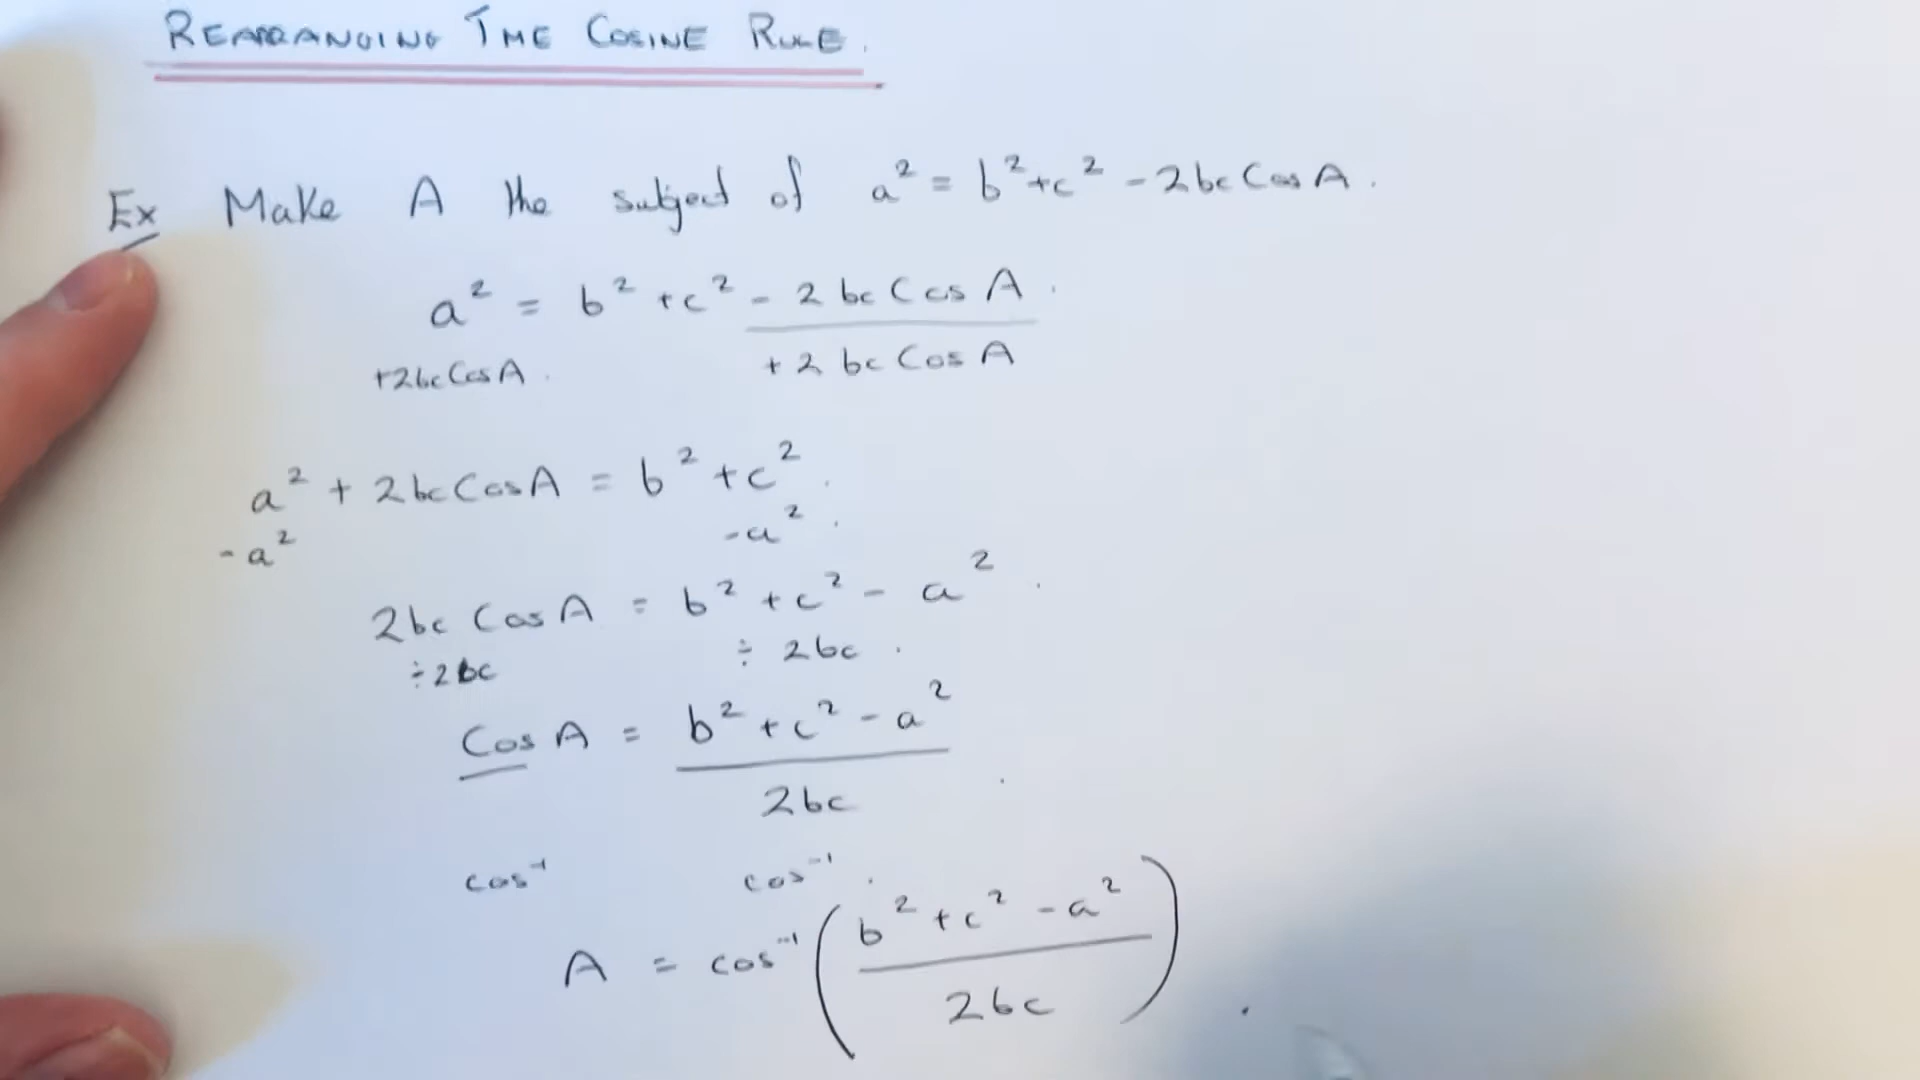 REARRANGING THE COSINE RULE.
Ex Make A the subject of a² = b² + c² - 2bc Cos A.
a² = b² + c² - 2bc Cos A.
+2bc Cos A. + 2bc Cos A
a² + 2bc Cos A = b² + c².
- a² - a².
2bc Cos A = b² + c² - a².
÷ 2bc ÷ 2bc.
Cos A = b² + c² - a²
2bc
cos⁻¹ cos⁻¹.
A = cos⁻¹ ( b² + c² - a² )
2bc